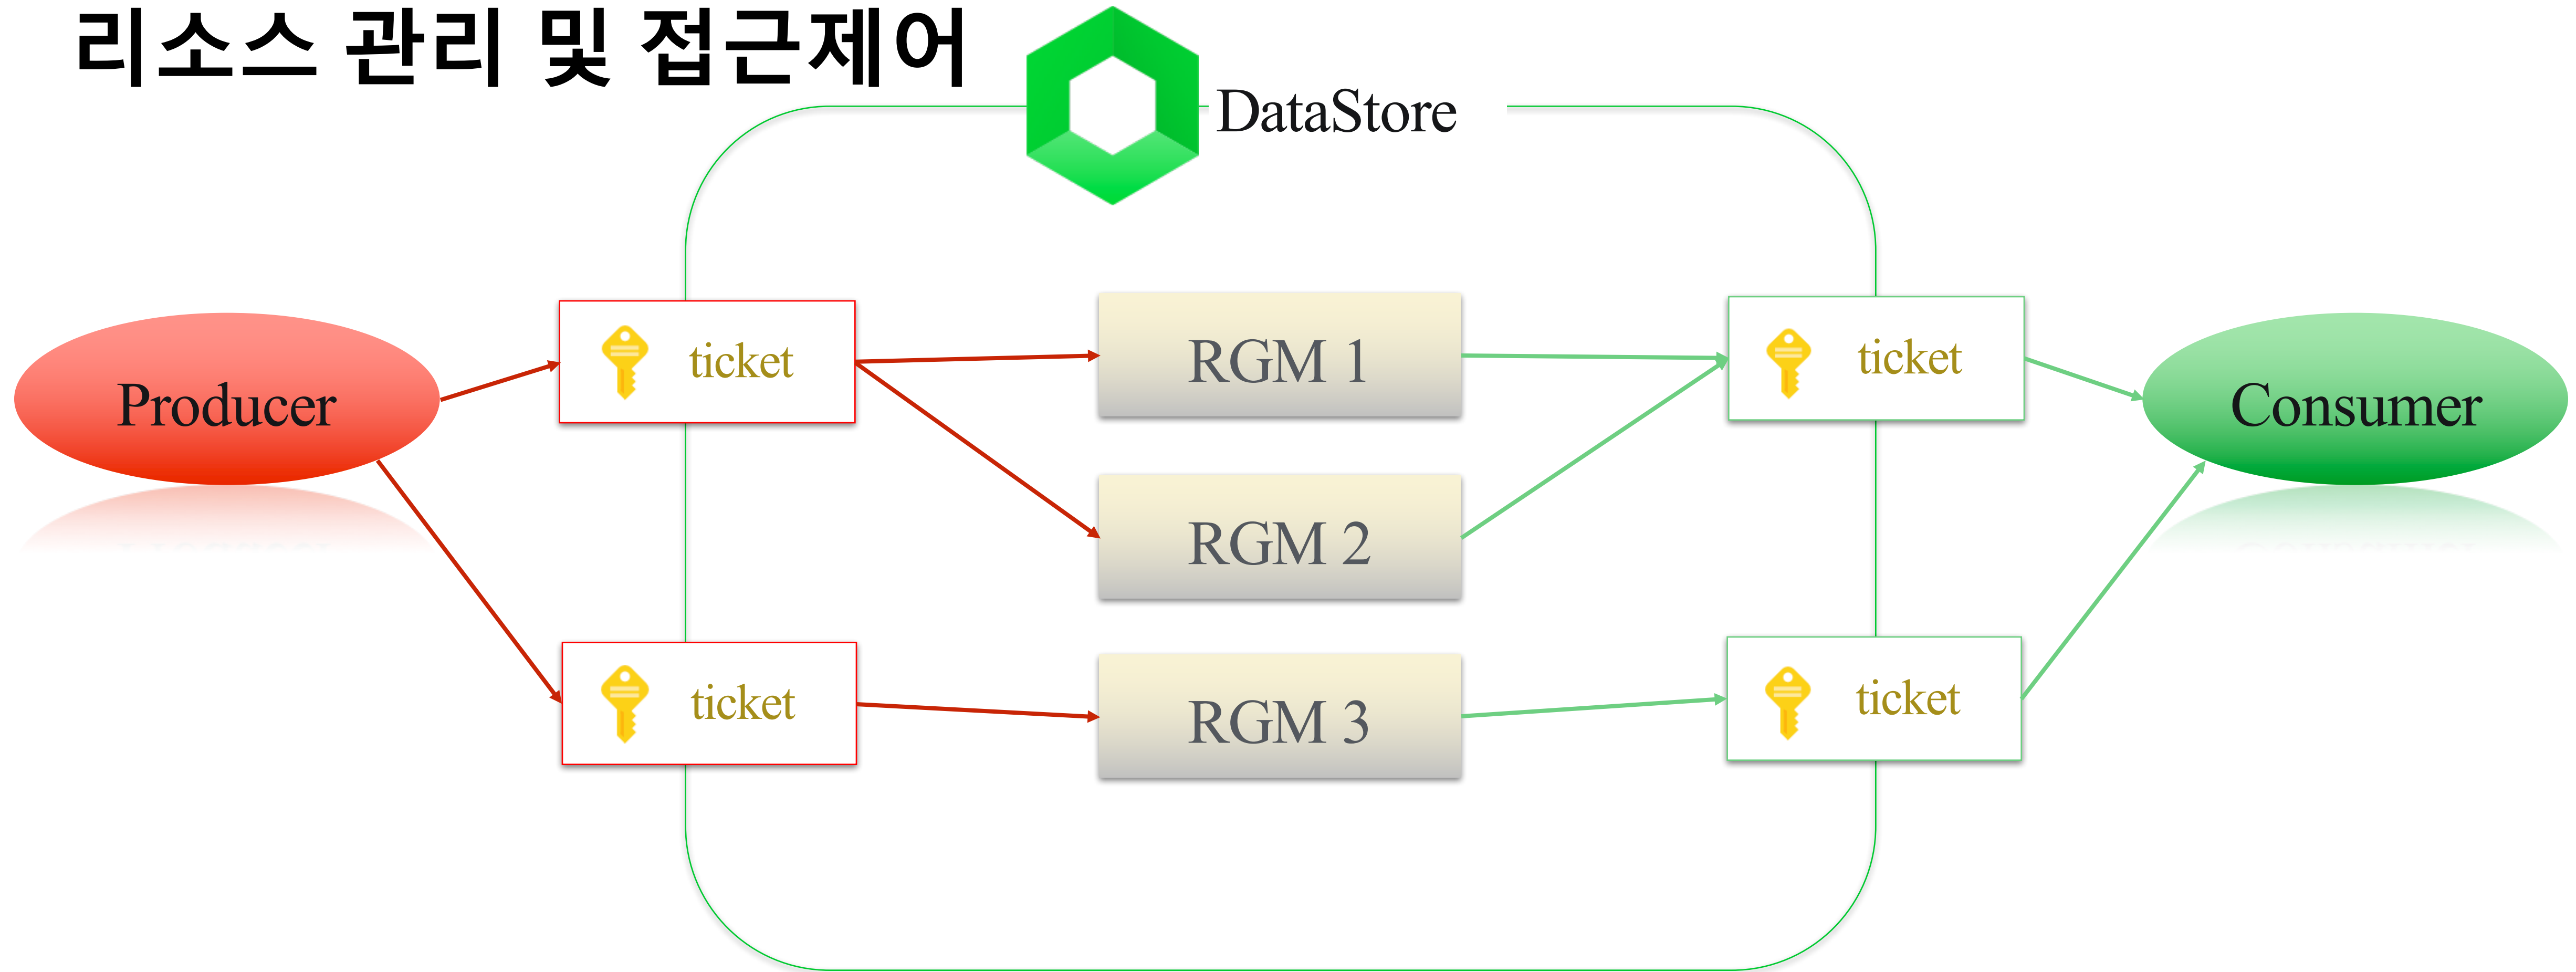 리소스 관리 및 접근제어
DataStore
Producer
ticket
RGM 1
ticket
Consumer
RGM 2
ticket
RGM 3
ticket